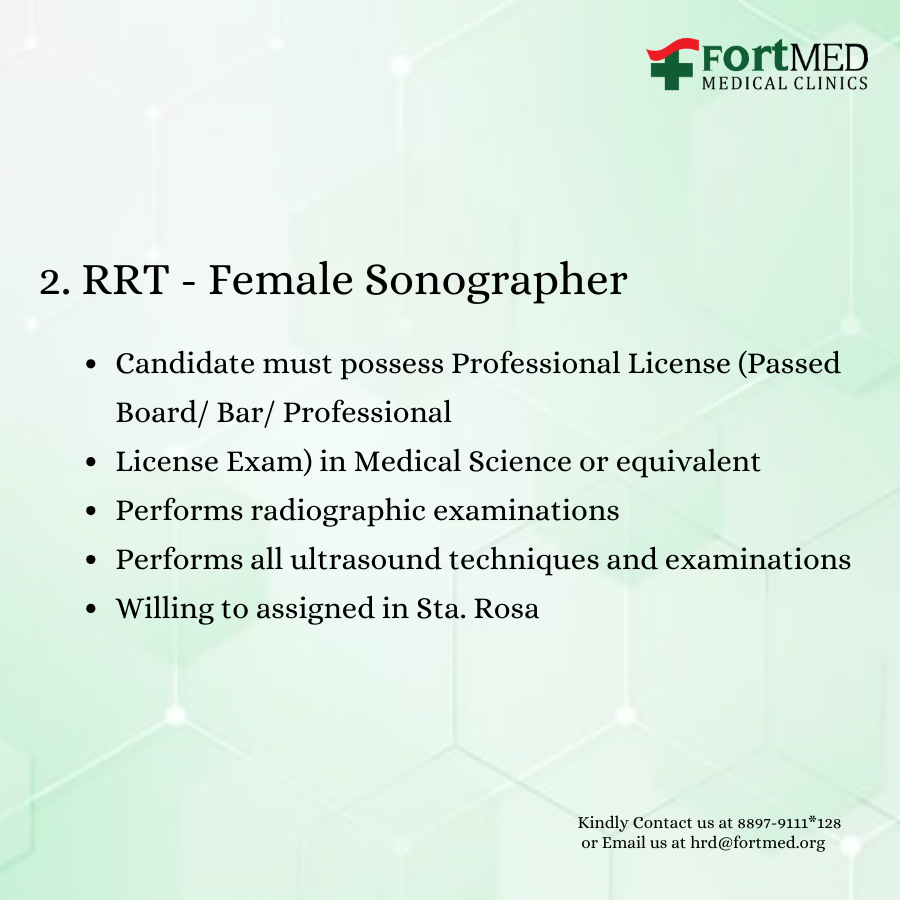 FortMED
MEDICAL CLINICS
2. RRT - Female Sonographer
• Candidate must possess Professional License (Passed
Board/ Bar/ Professional
• License Exam) in Medical Science or equivalent
• Performs radiographic examinations
• Performs all ultrasound techniques and examinations
• Willing to assigned in Sta. Rosa
Kindly Contact us at 8897-9111*128
or Email us at hrd@fortmed.org